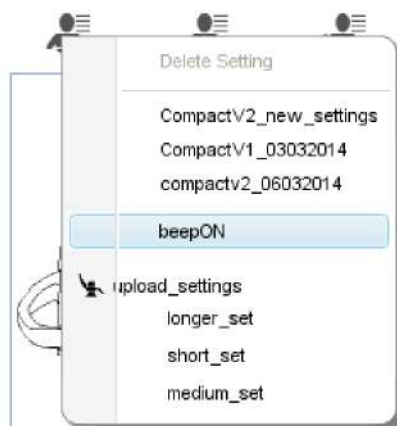 Delete Setting
CompactV2_new_settings
CompactV1_03032014
compactv2_06032014
beepON
upload_settings
longer_set
short_set
medium_set